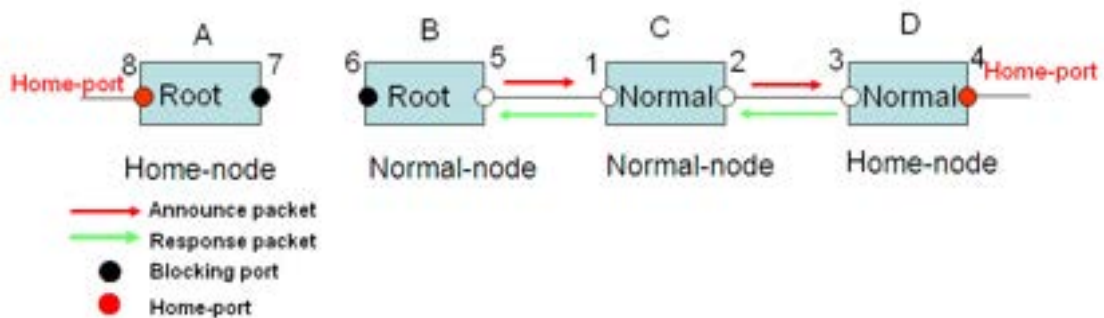 A B C D
8 7 6 5 1 2 3 4
Home-port Root Root Normal Normal Home-port
Home-node Normal-node Normal-node Home-node
Announce packet
Response packet
Blocking port
Home-port